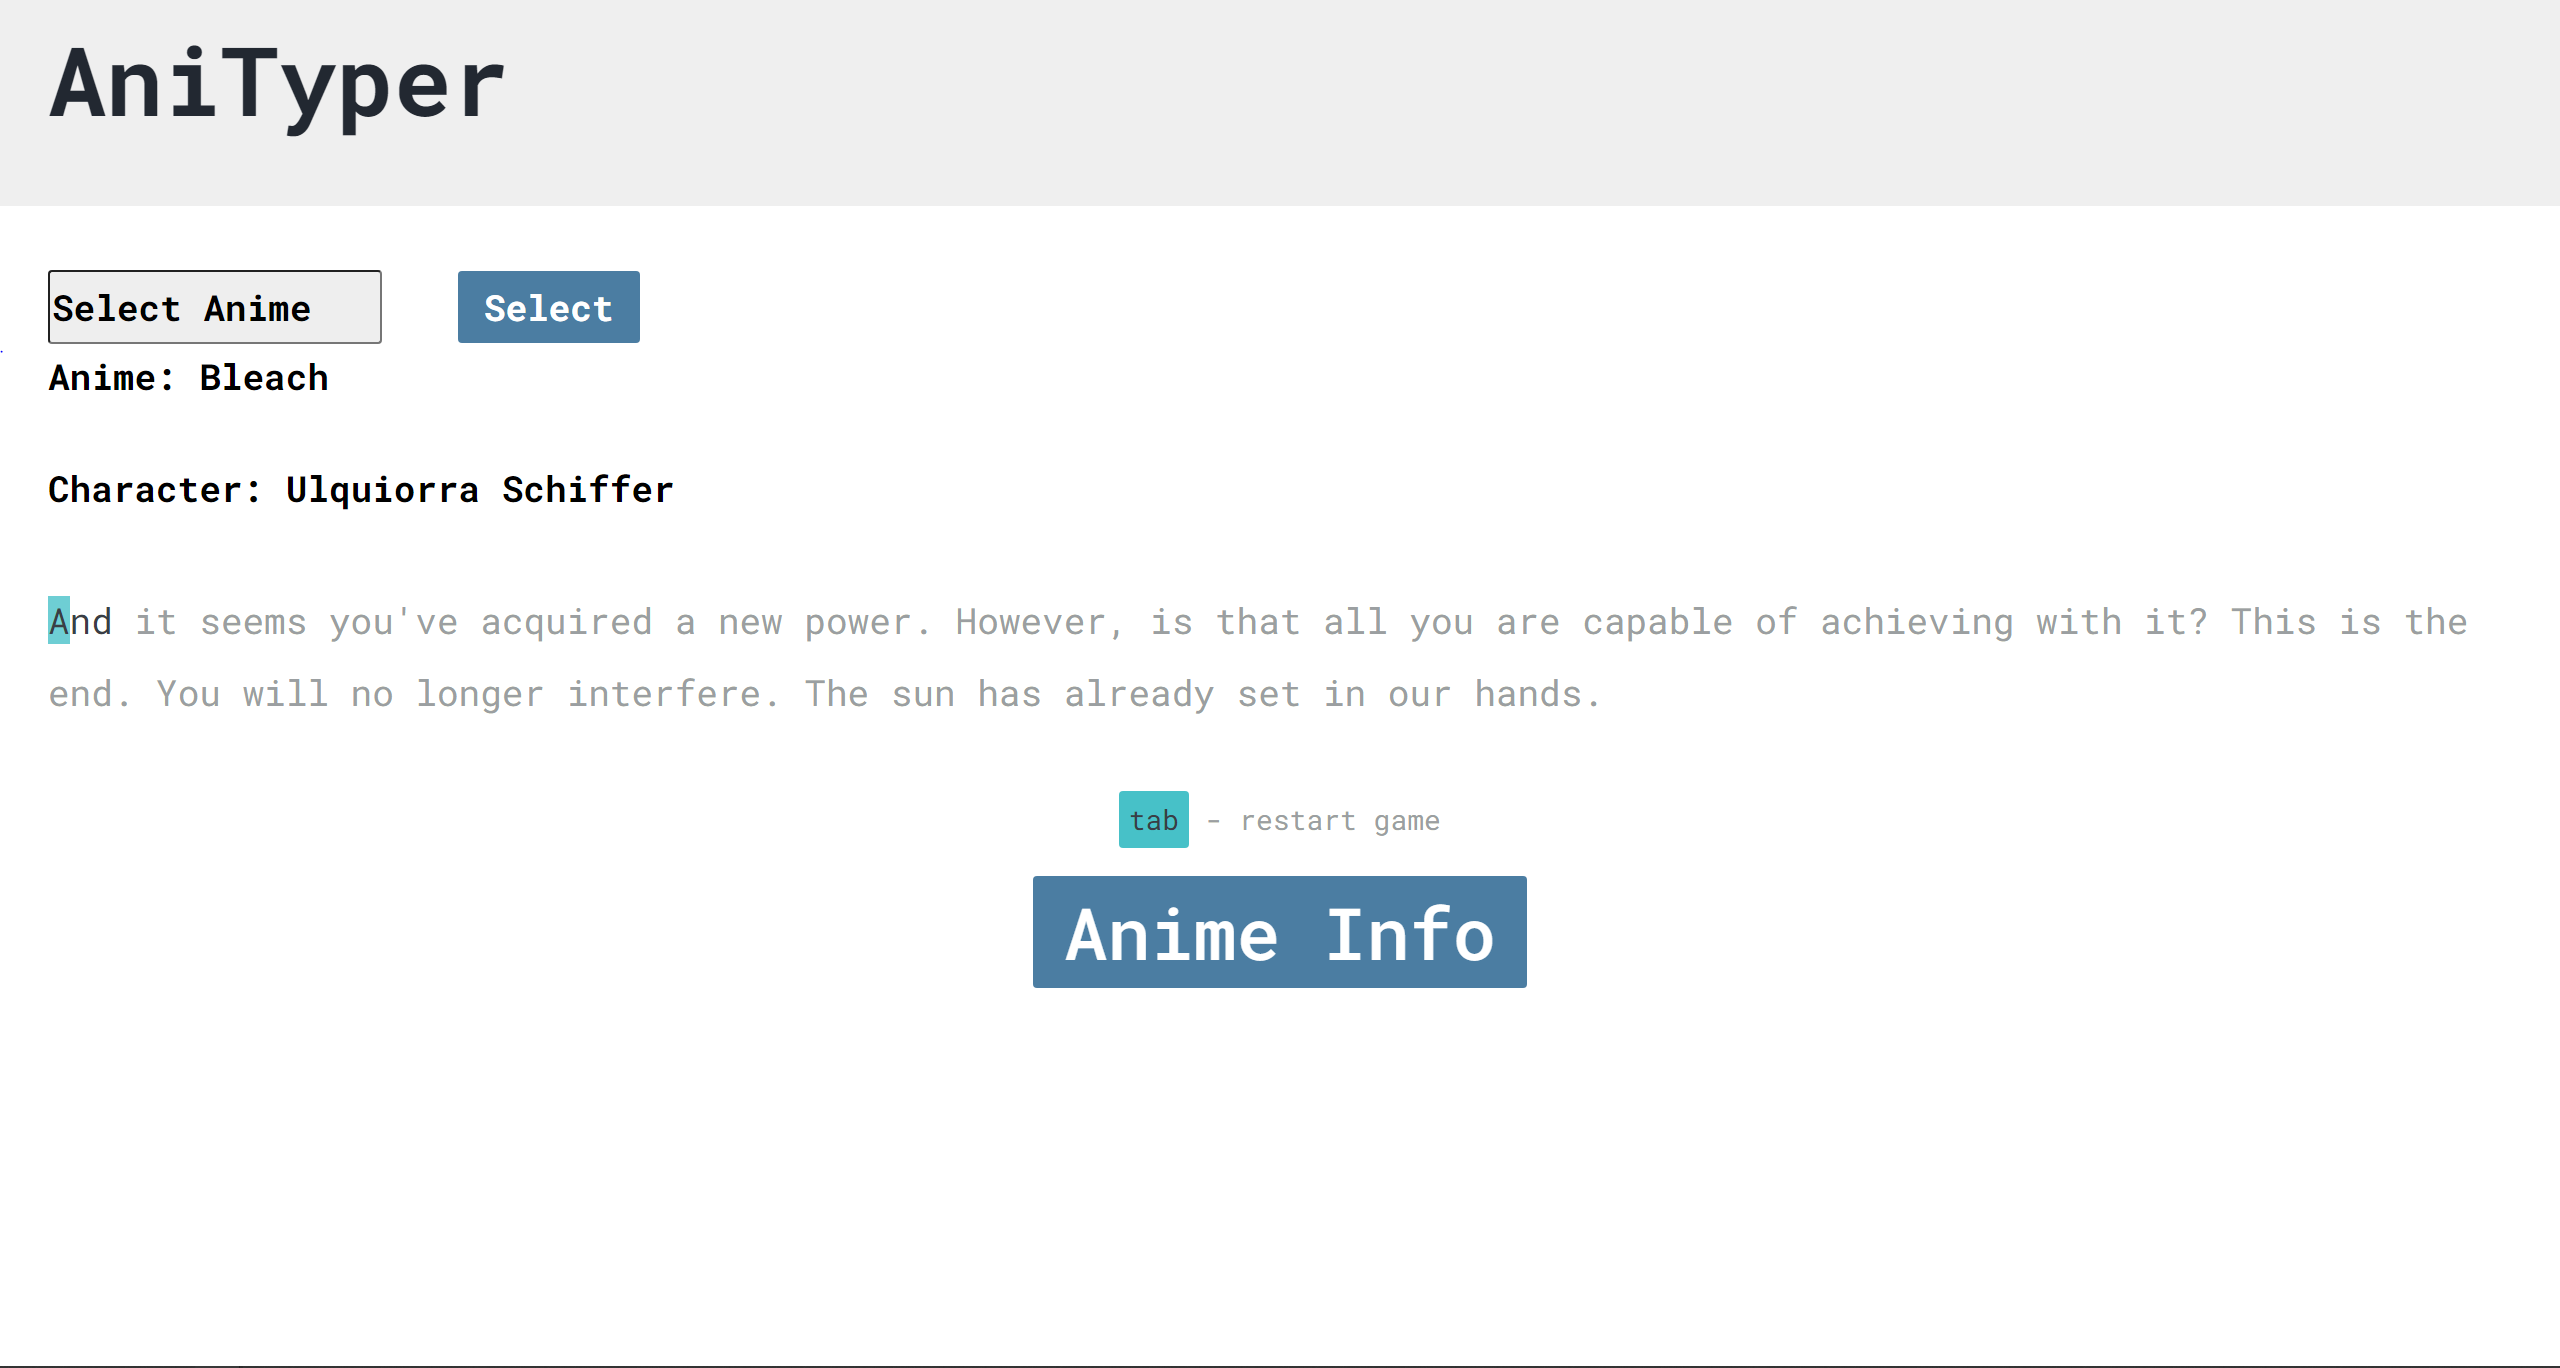 AniTyper
Select Anime
Select
Anime: Bleach
Character: Ulquiorra Schiffer
And it seems you've acquired a new power. However, is that all you are capable of achieving with it? This is the
end. You will no longer interfere. The sun has already set in our hands.
tab - restart game
Anime Info